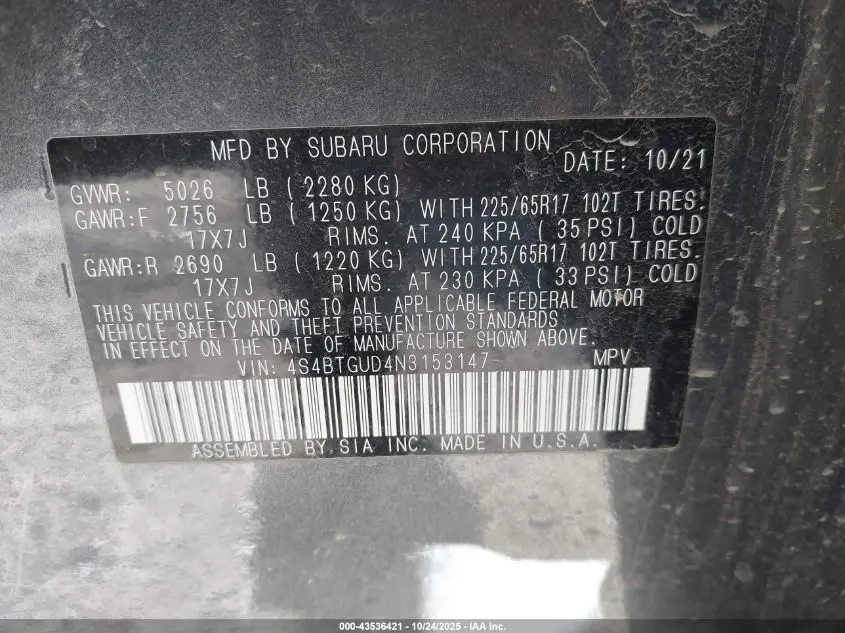 MFD BY SUBARU CORPORATION DATE: 10/21
GVWR: 5026 LB ( 2280 KG)
GAWR:F 2756 LB ( 1250 KG) WITH 225/65R17 102T TIRES.
17X7J RIMS. AT 240 KPA ( 35 PSI) COLD
GAWR:R 2690 LB ( 1220 KG) WITH 225/65R17 102T TIRES.
17X7J RIMS. AT 230 KPA ( 33 PSI) COLD
THIS VEHICLE CONFORMS TO ALL APPLICABLE FEDERAL MOTOR
VEHICLE SAFETY AND THEFT PREVENTION STANDARDS
IN EFFECT ON THE DATE OF MANUFACTURE SHOWN ABOVE.
VIN: 4S4BTGUD4N3153147 MPV
ASSEMBLED BY SIA INC. MADE IN U.S.A.
000-43536421 - 10/24/2025 - IAA Inc.